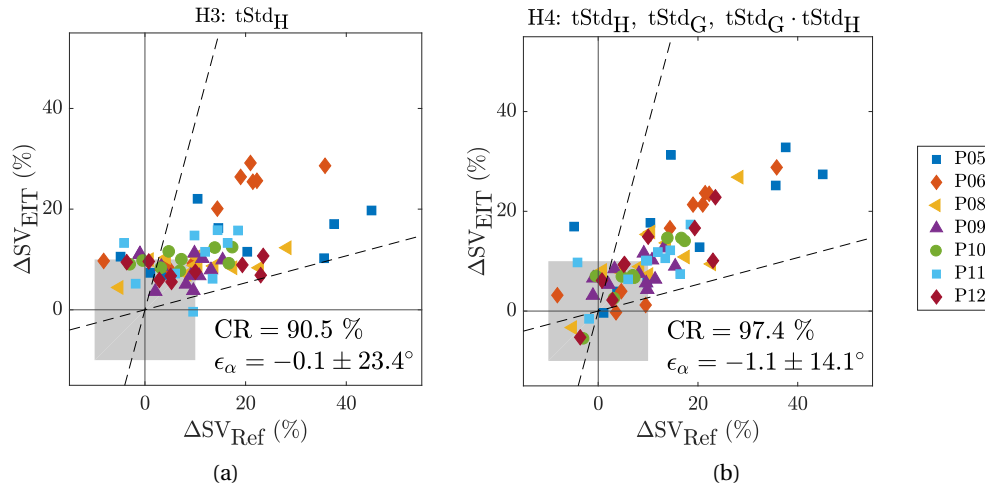 H3: tStd_H
40
20
0
ΔSV_EIT (%)
CR = 90.5 %
ϵ_α = −0.1 ± 23.4°
0 20 40
ΔSV_Ref (%)
(a)
H4: tStd_H, tStd_G, tStd_G · tStd_H
40
20
0
ΔSV_EIT (%)
CR = 97.4 %
ϵ_α = −1.1 ± 14.1°
0 20 40
ΔSV_Ref (%)
(b)
P05
P06
P08
P09
P10
P11
P12